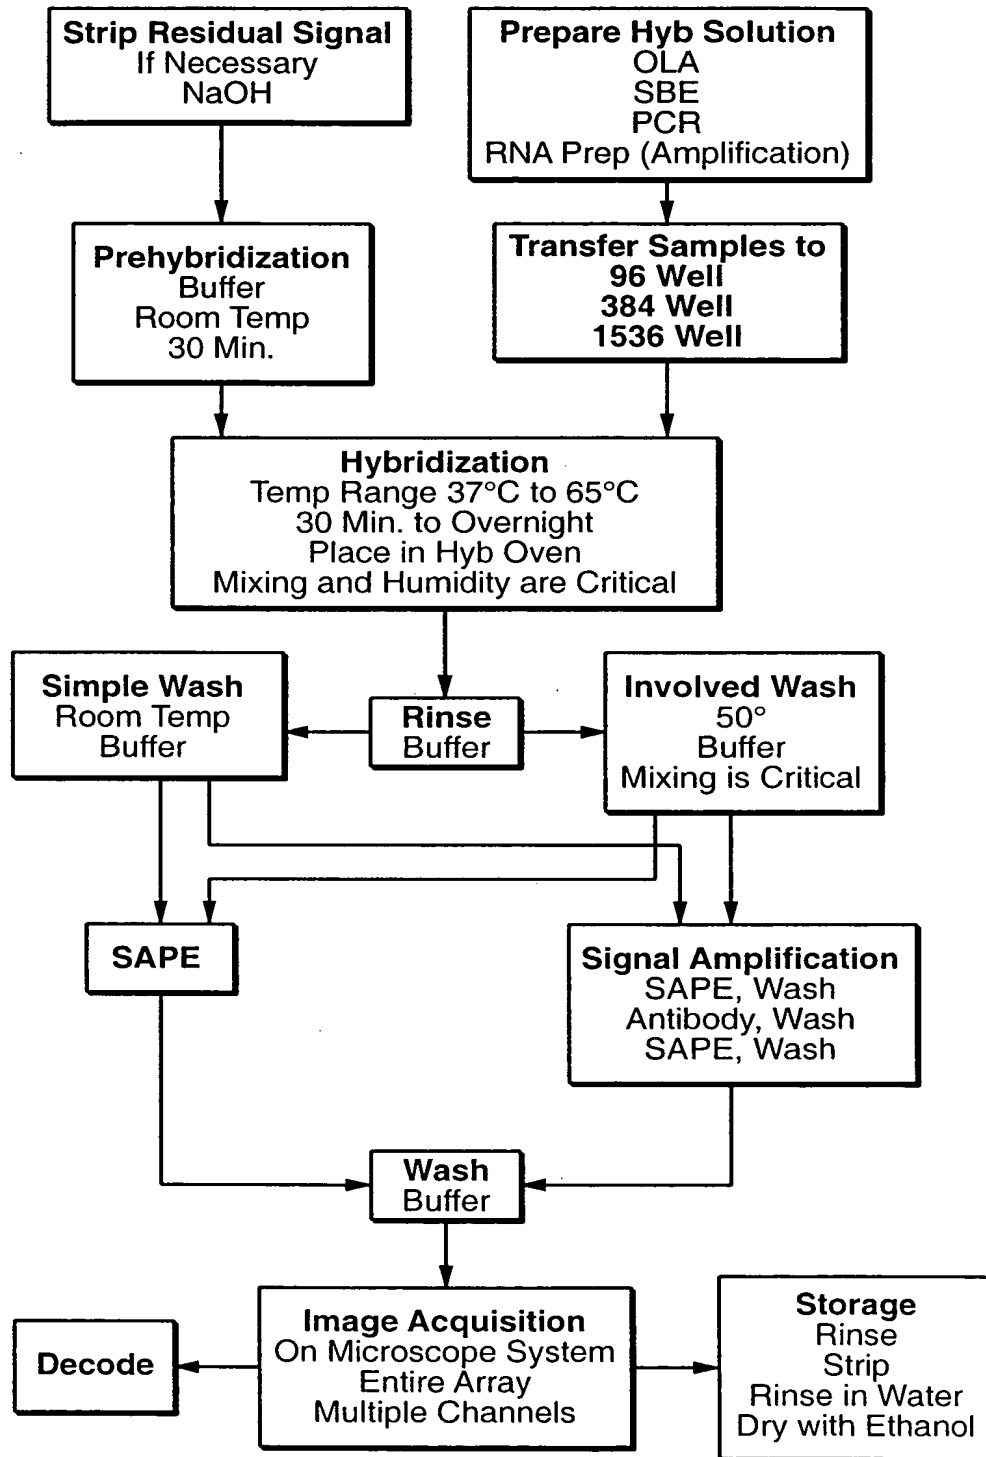 Strip Residual Signal
If Necessary
NaOH
Prepare Hyb Solution
OLA
SBE
PCR
RNA Prep (Amplification)
Prehybridization
Buffer
Room Temp
30 Min.
Transfer Samples to
96 Well
384 Well
1536 Well
Hybridization
Temp Range 37°C to 65°C
30 Min. to Overnight
Place in Hyb Oven
Mixing and Humidity are Critical
Simple Wash
Room Temp
Buffer
Rinse
Buffer
Involved Wash
50°
Buffer
Mixing is Critical
SAPE
Signal Amplification
SAPE, Wash
Antibody, Wash
SAPE, Wash
Wash
Buffer
Decode
Image Acquisition
On Microscope System
Entire Array
Multiple Channels
Storage
Rinse
Strip
Rinse in Water
Dry with Ethanol